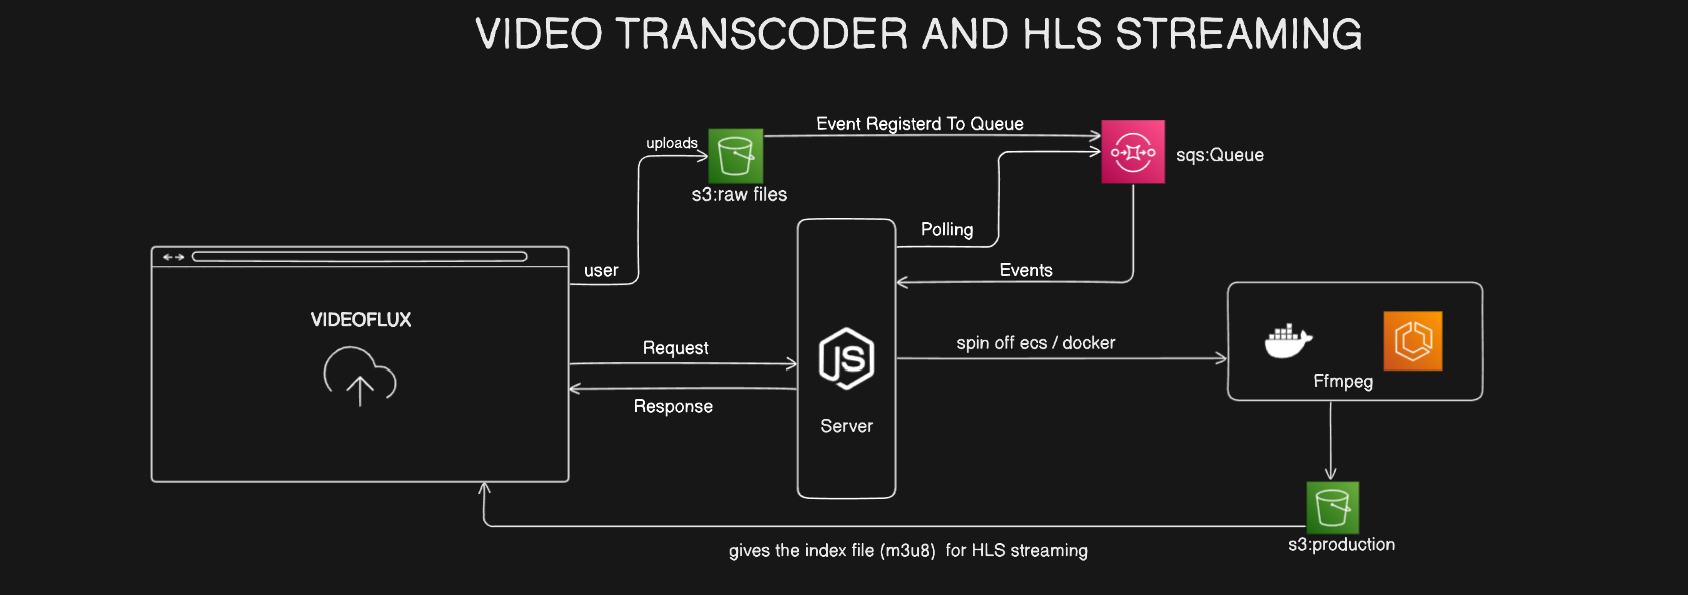 VIDEO TRANSCODER AND HLS STREAMING
Event Registerd To Queue
uploads
sqs:Queue
s3:raw files
Polling
user
Events
VIDEOFLUX
Request
spin off ecs / docker
JS
Ffmpeg
Response
Server
s3:production
gives the index file (m3u8) for HLS streaming